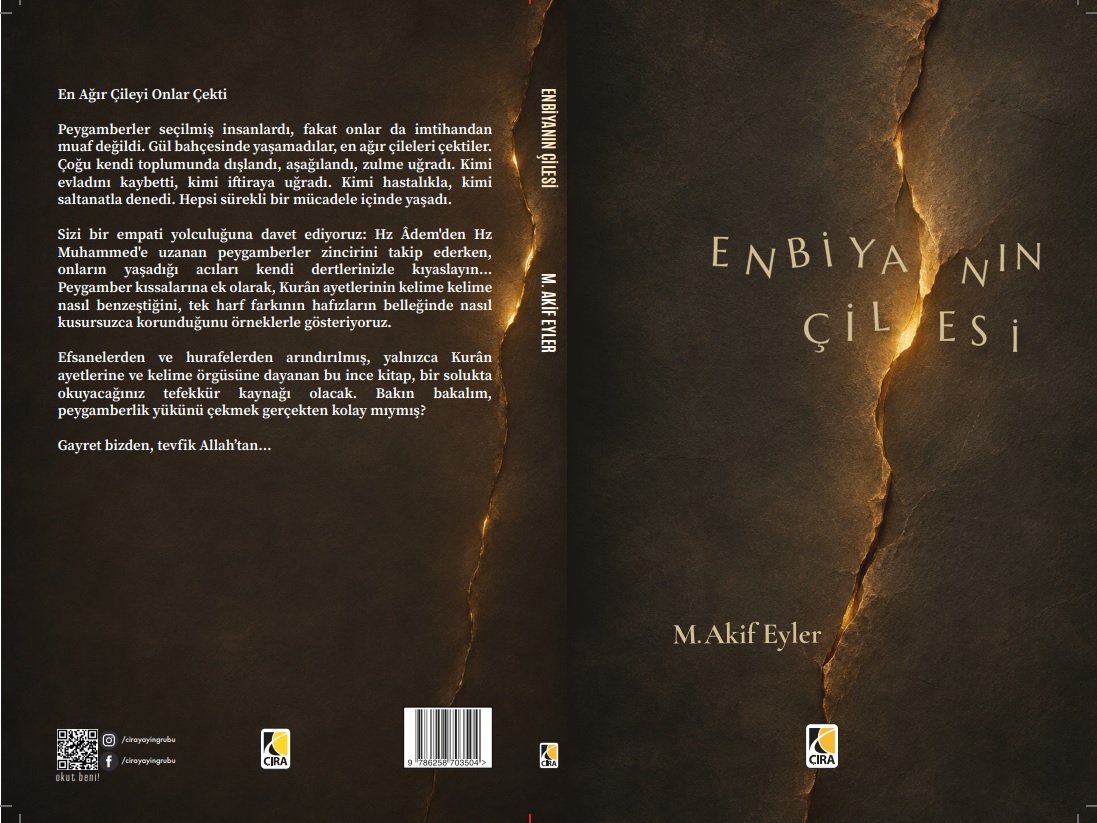 En Ağır Çileyi Onlar Çekti
Peygamberler seçilmiş insanlardı, fakat onlar da imtihandan
muaf değildi. Gül bahçesinde yaşamadılar, en ağır çileleri çektiler.
Çoğu kendi toplumunda dışlandı, aşağılandı, zulme uğradı. Kimi
evladını kaybetti, kimi iftiraya uğradı. Kimi hastalıkla, kimi
saltanatla denedi. Hepsi sürekli bir mücadele içinde yaşadı.
Sizi bir empati yolculuğuna davet ediyoruz: Hz Âdem'den Hz
Muhammed'e uzanan peygamberler zincirini takip ederken,
onların yaşadığı acıları kendi dertlerinizle kıyaslayın...
Peygamber kıssalarına ek olarak, Kurân ayetlerinin kelime kelime
nasıl benzeştiğini, tek harf farkının hafızların belleğinde nasıl
kusursuzca korunduğunu örneklerle gösteriyoruz.
Efsanelerden ve hurafelerden arındırılmış, yalnızca Kurân
ayetlerine ve kelime örgüsüne dayanan bu ince kitap, bir solukta
okuyacağınız tefekkür kaynağı olacak. Bakın bakalım,
peygamberlik yükünü çekmek gerçekten kolay mıymış?
Gayret bizden, tevfik Allah'tan...
/cirayayingrubu
/cirayayingrubu
okut beni!
ÇIRA
9 786258 703504 >
ENBİYANIN ÇİLESİ
M. AKİF EYLER
ÇIRA
ENBİYANIN
ÇİLESİ
M. Akif Eyler
ÇIRA